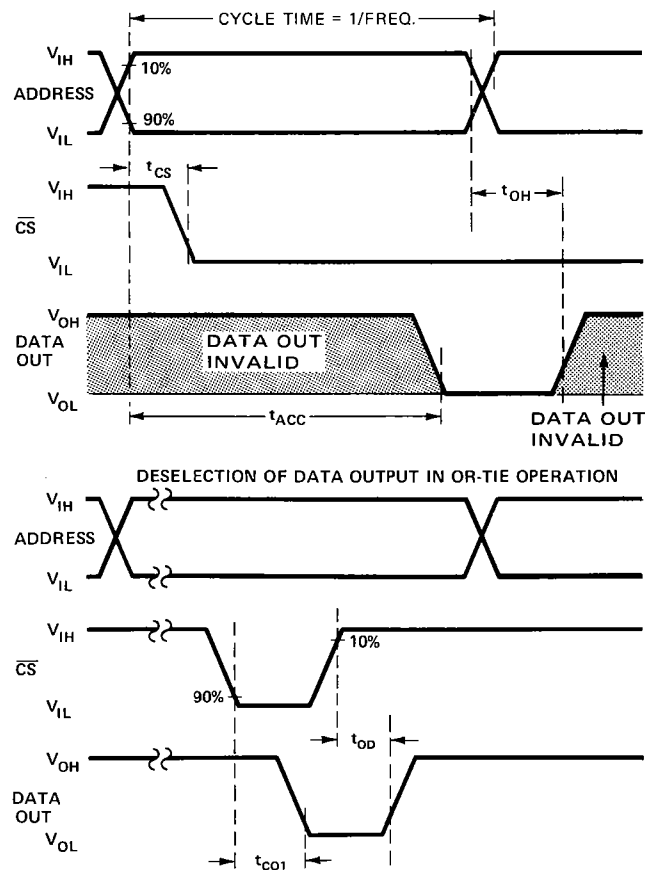 CYCLE TIME = 1/FREQ.
VIH
10%
ADDRESS
90%
VIL
tCS
VIH
tOH
CS
VIL
VOH
DATA OUT
DATA OUT INVALID
VOL
tACC
DATA OUT INVALID
DESELECTION OF DATA OUTPUT IN OR-TIE OPERATION
VIH
ADDRESS
VIL
VIH
10%
CS
90%
VIL
tOD
VOH
DATA OUT
VOL
tCO1